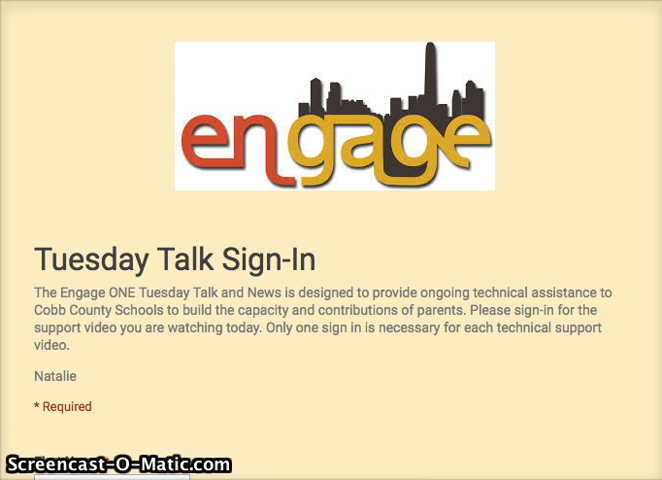 engage
Tuesday Talk Sign-In
The Engage ONE Tuesday Talk and News is designed to provide ongoing technical assistance to
Cobb County Schools to build the capacity and contributions of parents. Please sign-in for the
support video you are watching today. Only one sign in is necessary for each technical support
video.
Natalie
* Required
Screencast-O-Matic.com